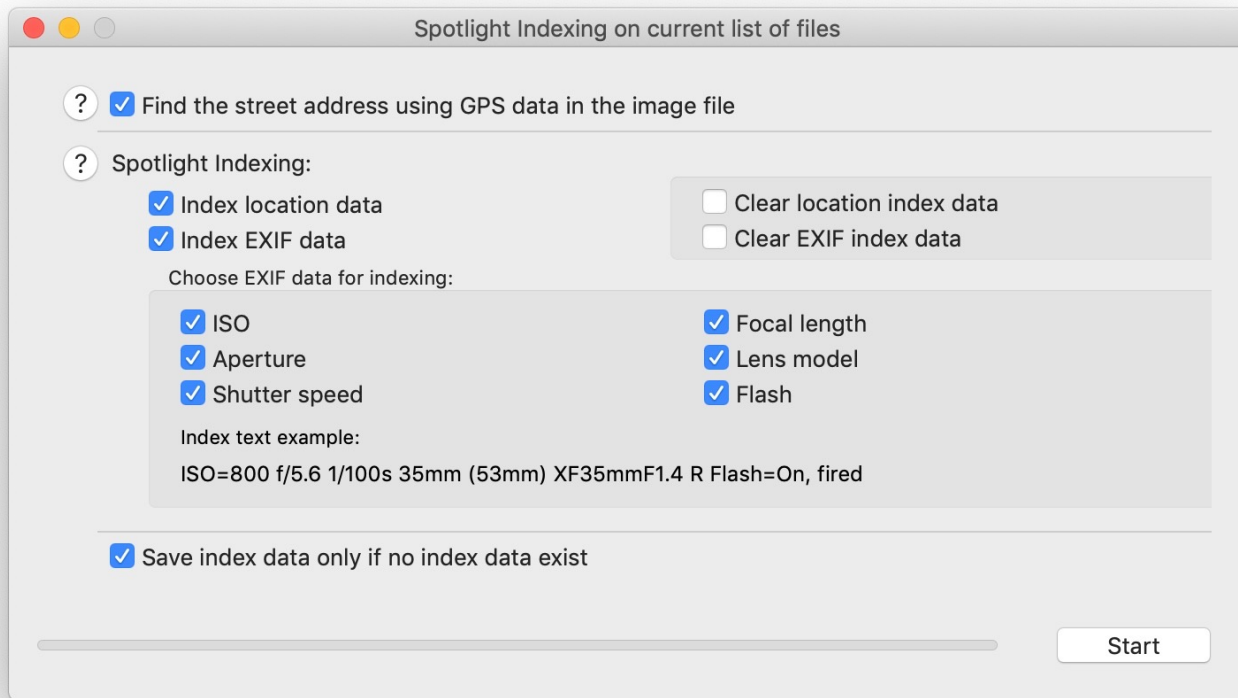 Spotlight Indexing on current list of files
? Find the street address using GPS data in the image file
? Spotlight Indexing:
Index location data
Clear location index data
Index EXIF data
Clear EXIF index data
Choose EXIF data for indexing:
ISO
Focal length
Aperture
Lens model
Shutter speed
Flash
Index text example:
ISO=800 f/5.6 1/100s 35mm (53mm) XF35mmF1.4 R Flash=On, fired
Save index data only if no index data exist
Start